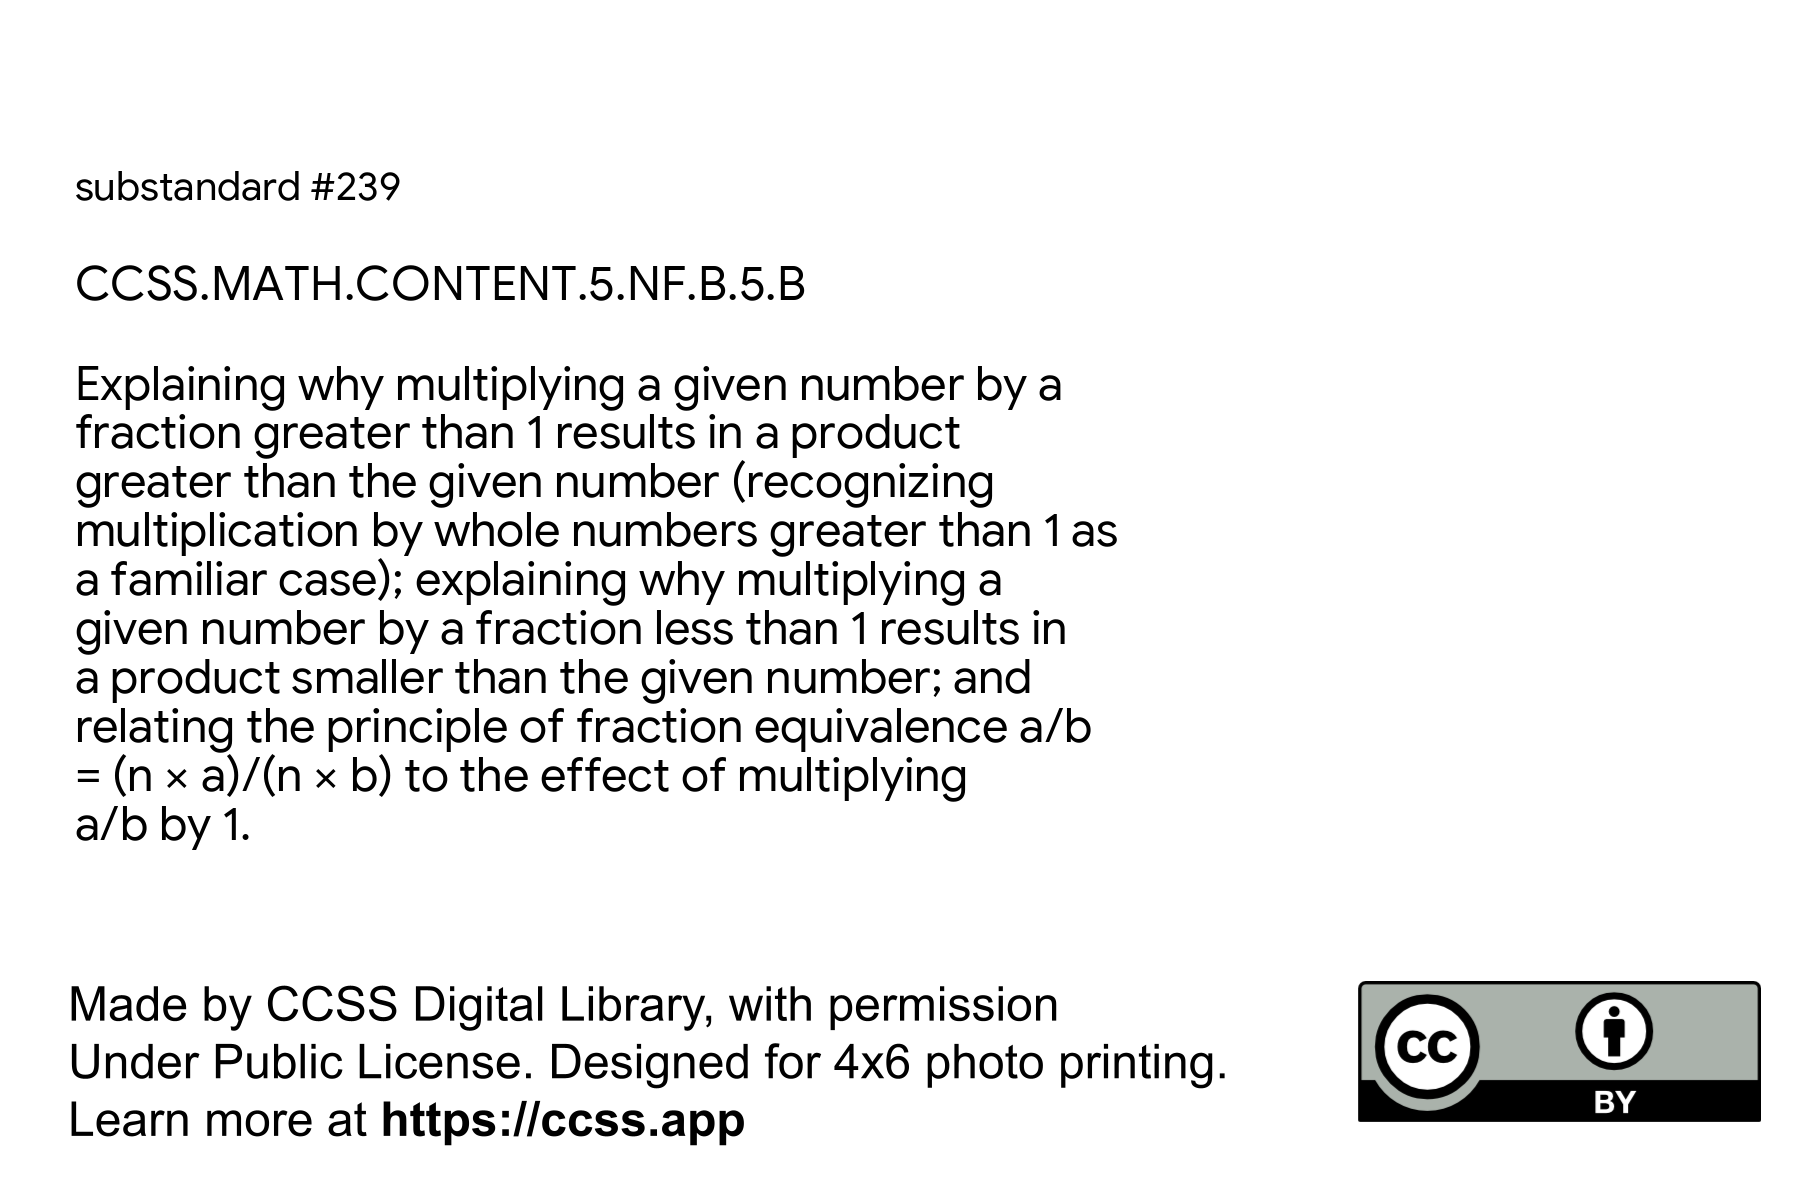 substandard #239
CCSS.MATH.CONTENT.5.NF.B.5.B
Explaining why multiplying a given number by a
fraction greater than 1 results in a product
greater than the given number (recognizing
multiplication by whole numbers greater than 1 as
a familiar case); explaining why multiplying a
given number by a fraction less than 1 results in
a product smaller than the given number; and
relating the principle of fraction equivalence a/b
= (n × a)/(n × b) to the effect of multiplying
a/b by 1.
Made by CCSS Digital Library, with permission
Under Public License. Designed for 4x6 photo printing.
Learn more at https://ccss.app
cc
BY